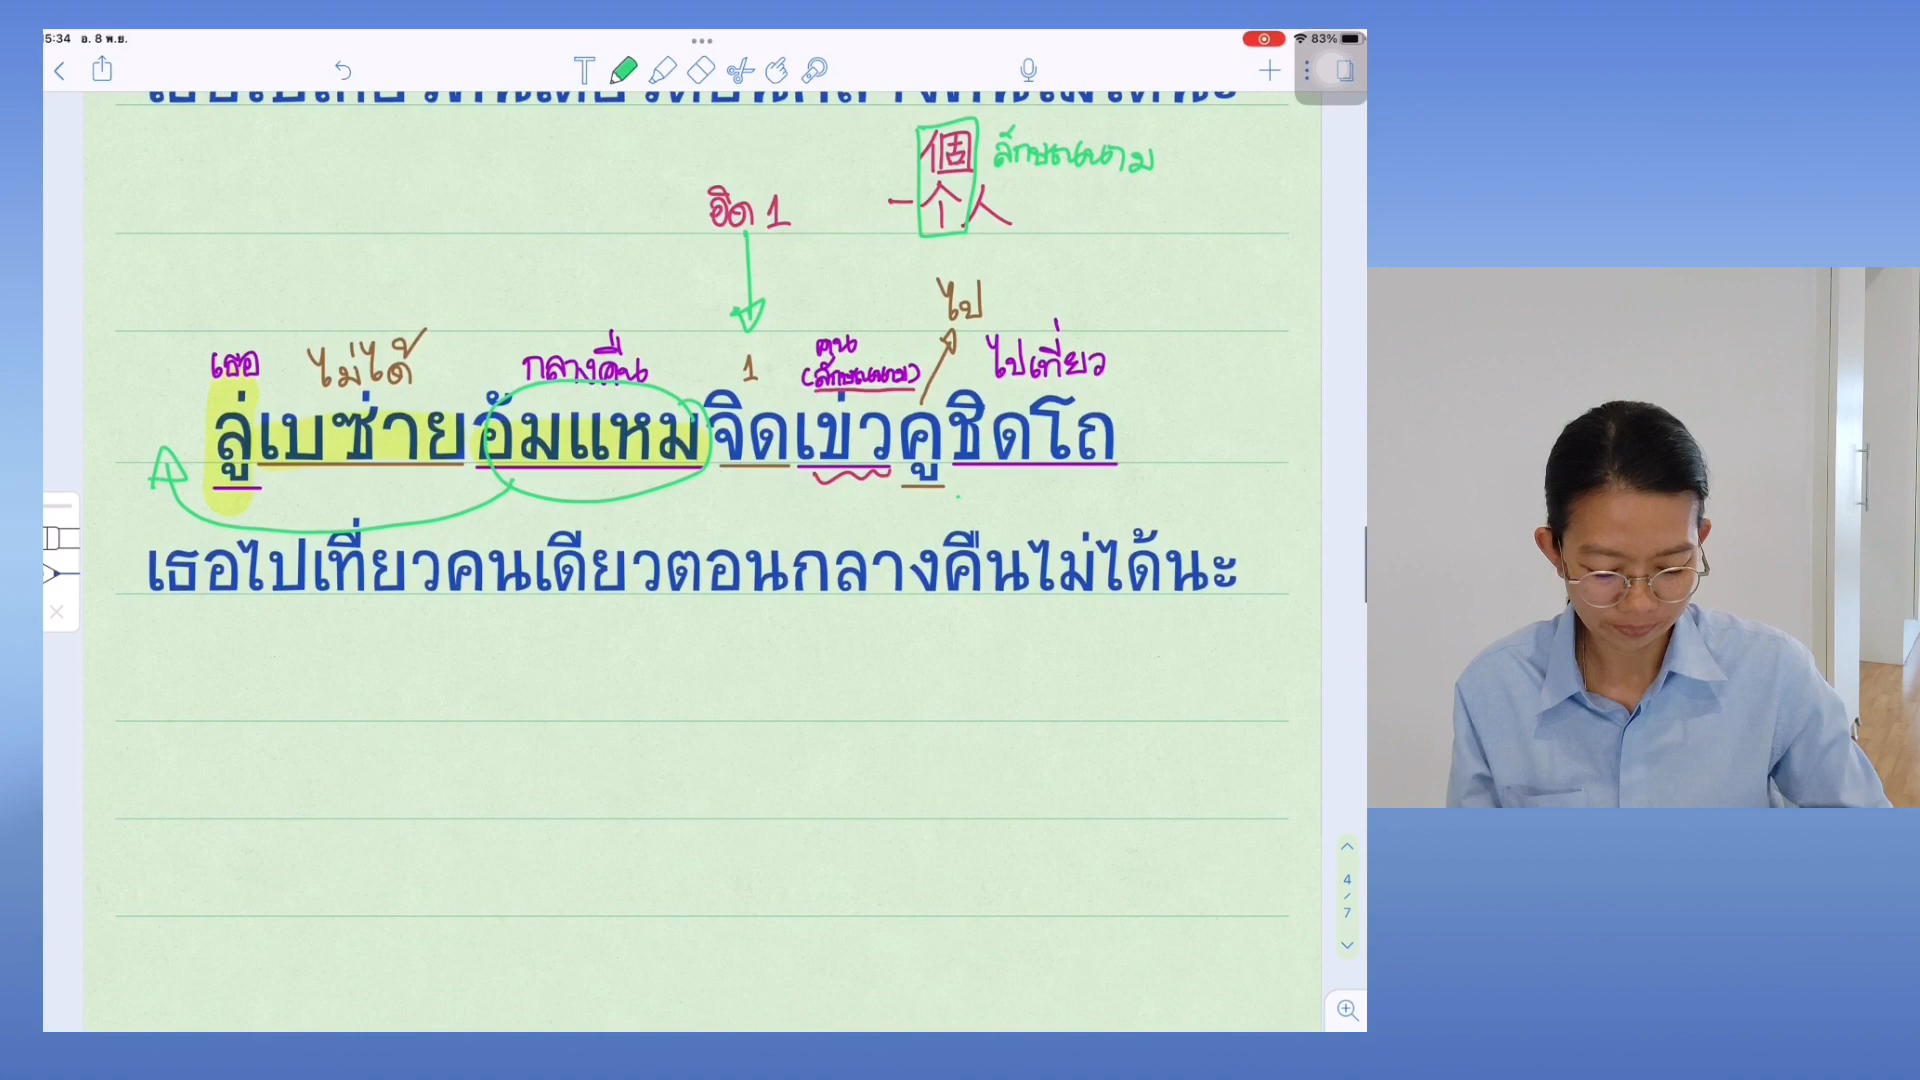 5:34 อ. 8 พ.ย.
83%
個 ลักษณนาม
一个人
อิด 1
ไป
เธอ ไม่ได้ กลางคืน 1 คน (ลักษณนาม) ไปเที่ยว
ลู่เบซ่ายอัมแหมจิดเข่วคูชิดโถ
เธอไปเที่ยวคนเดียวตอนกลางคืนไม่ได้นะ
4
7